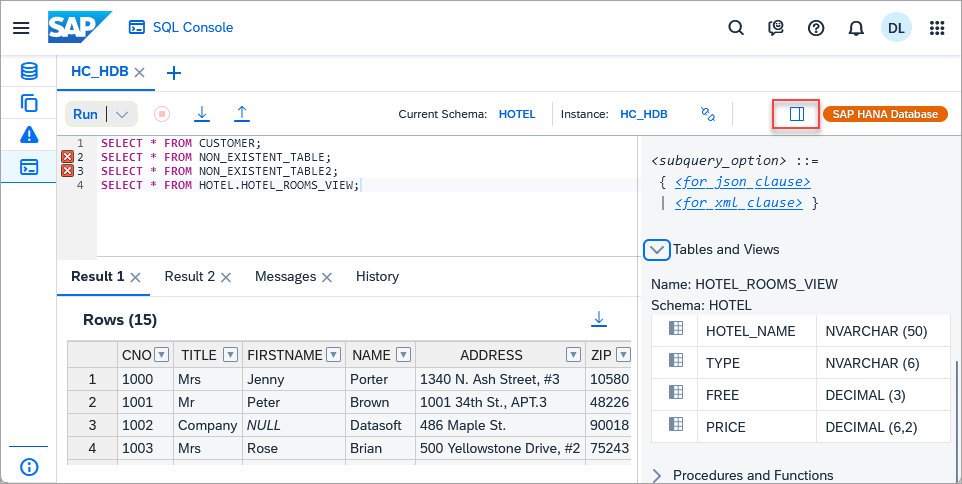 SAP SQL Console DL
HC_HDB
Run Current Schema: HOTEL Instance: HC_HDB SAP HANA Database
1 SELECT * FROM CUSTOMER;
2 SELECT * FROM NON_EXISTENT_TABLE;
3 SELECT * FROM NON_EXISTENT_TABLE2;
4 SELECT * FROM HOTEL.HOTEL_ROOMS_VIEW;
Result 1 Result 2 Messages History
Rows (15)
CNO TITLE FIRSTNAME NAME ADDRESS ZIP
1 1000 Mrs Jenny Porter 1340 N. Ash Street, #3 10580
2 1001 Mr Peter Brown 1001 34th St., APT.3 48226
3 1002 Company NULL Datasoft 486 Maple St. 90018
4 1003 Mrs Rose Brian 500 Yellowstone Drive, #2 75243
<subquery_option> ::=
{ <for_json_clause>
| <for_xml_clause> }
Tables and Views
Name: HOTEL_ROOMS_VIEW
Schema: HOTEL
HOTEL_NAME NVARCHAR (50)
TYPE NVARCHAR (6)
FREE DECIMAL (3)
PRICE DECIMAL (6,2)
Procedures and Functions